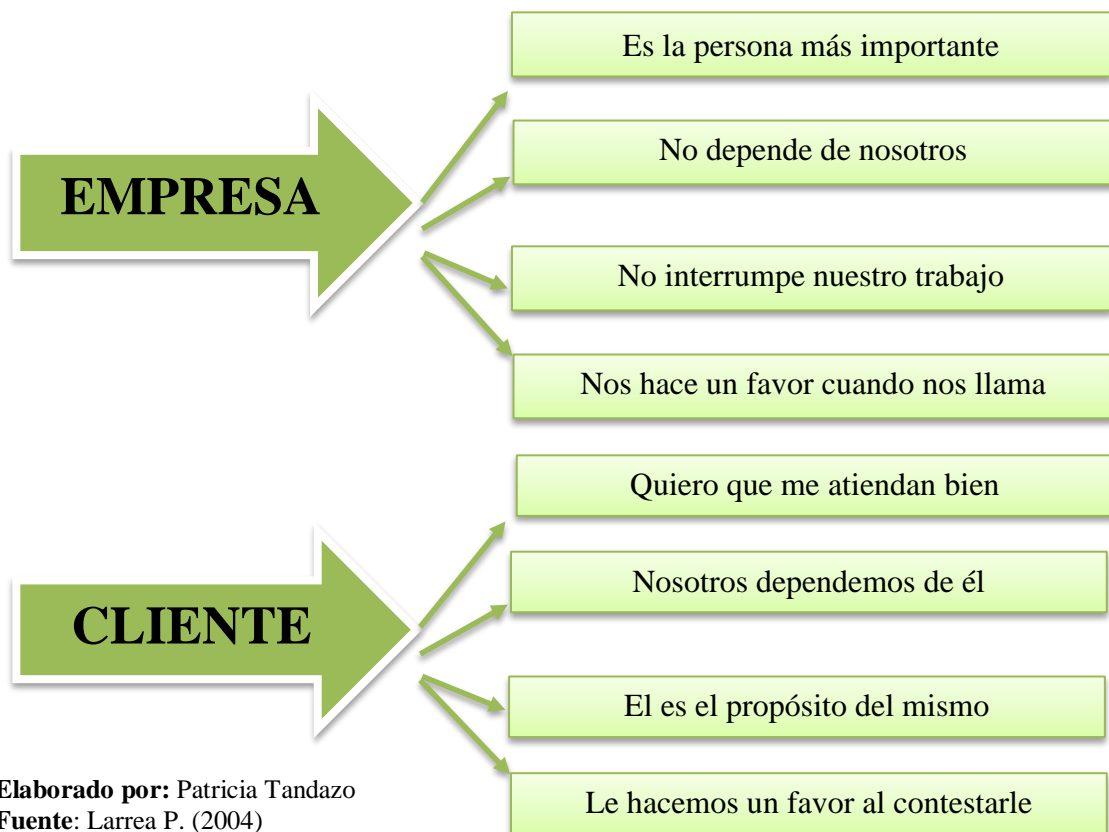 EMPRESA
Es la persona más importante
No depende de nosotros
No interrumpe nuestro trabajo
Nos hace un favor cuando nos llama
CLIENTE
Quiero que me atiendan bien
Nosotros dependemos de él
El es el propósito del mismo
Le hacemos un favor al contestarle
Elaborado por: Patricia Tandazo
Fuente: Larrea P. (2004)